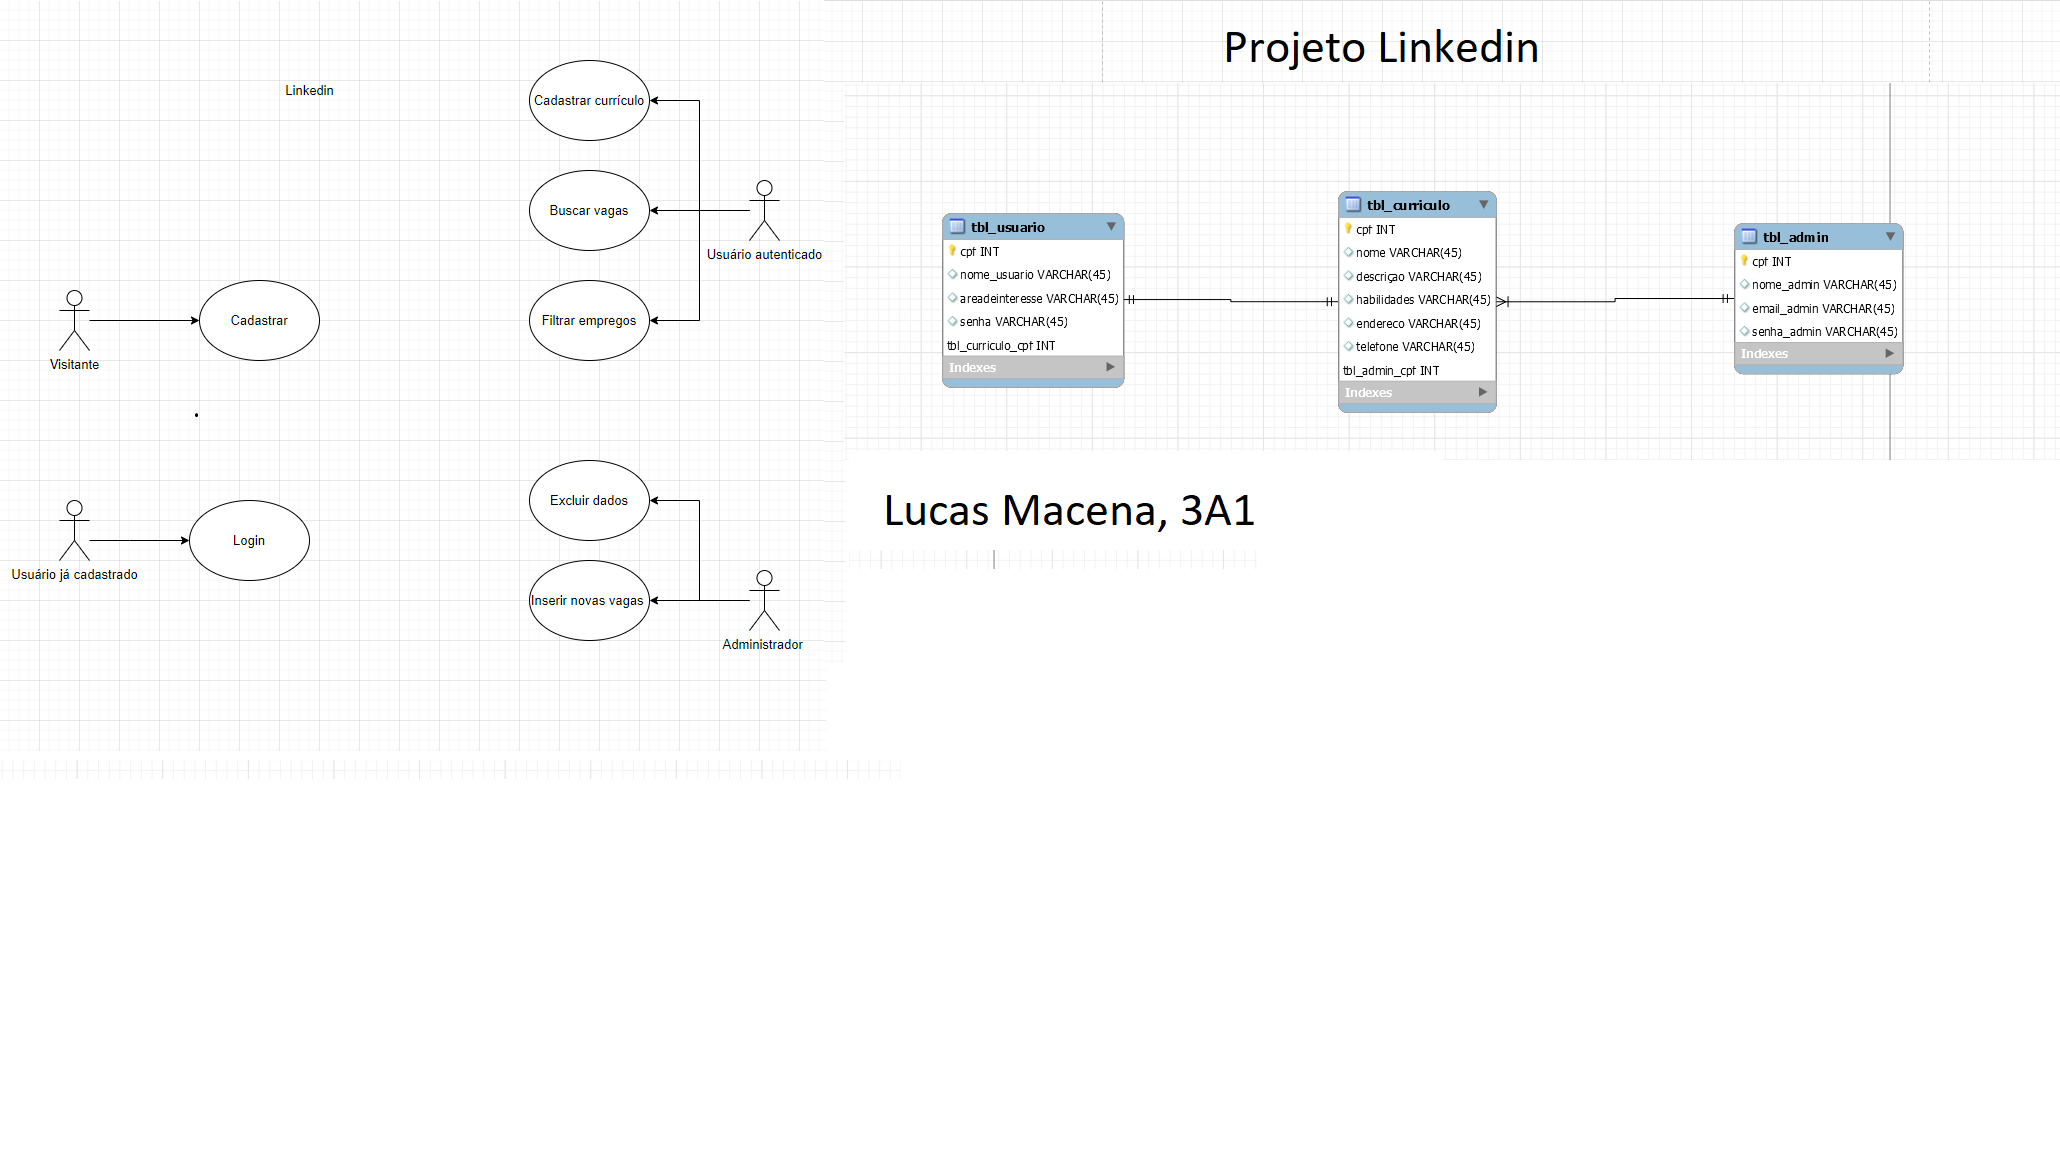 Linkedin
Cadastrar currículo
Buscar vagas
Usuário autenticado
Filtrar empregos
Cadastrar
Visitante
Excluir dados
Login
Usuário já cadastrado
Inserir novas vagas
Administrador
Projeto Linkedin
tbl_usuario
cpf INT
nome_usuario VARCHAR(45)
areadeinteresse VARCHAR(45)
senha VARCHAR(45)
tbl_curriculo_cpf INT
Indexes
tbl_curriculo
cpf INT
nome VARCHAR(45)
descriçao VARCHAR(45)
habilidades VARCHAR(45)
endereco VARCHAR(45)
telefone VARCHAR(45)
tbl_admin_cpf INT
Indexes
tbl_admin
cpf INT
nome_admin VARCHAR(45)
email_admin VARCHAR(45)
senha_admin VARCHAR(45)
Indexes
Lucas Macena, 3A1